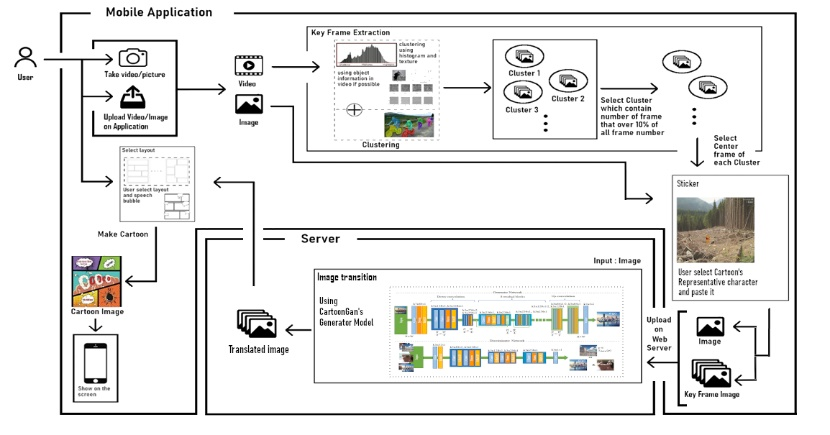 Mobile Application
User
Take video/picture
Upload Video/Image
on Application
Video
Image
Key Frame Extraction
clustering
using
histogram and
texture
using object
information in
video if possible
Clustering
Cluster 1
Cluster 2
Cluster 3
Select Cluster
which contain
number of frame
that over 10% of
all frame number
Select
Center
frame of
each Cluster
Sticker
User select Cartoon's
Representative character
and paste it
Select layout
User select layout
and speech
bubble
Make Cartoon
Cartoon Image
Show on the
screen
Server
Input : Image
Image transition
Using
CartoonGan's
Generator Model
Translated image
Upload
on
Web
Server
Image
Key Frame Image